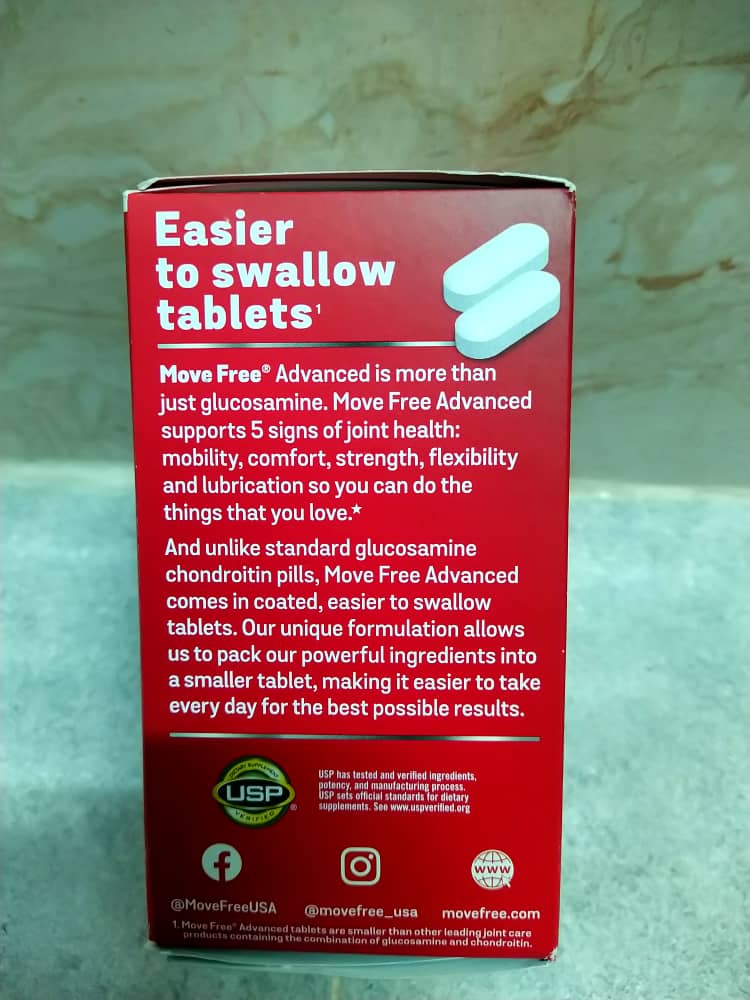 Easier
to swallow
tablets¹
Move Free® Advanced is more than
just glucosamine. Move Free Advanced
supports 5 signs of joint health:
mobility, comfort, strength, flexibility
and lubrication so you can do the
things that you love.★
And unlike standard glucosamine
chondroitin pills, Move Free Advanced
comes in coated, easier to swallow
tablets. Our unique formulation allows
us to pack our powerful ingredients into
a smaller tablet, making it easier to take
every day for the best possible results.
DIETARY SUPPLEMENT
USP
VERIFIED
®
USP has tested and verified ingredients,
potency, and manufacturing process.
USP sets official standards for dietary
supplements. See www.uspverified.org
WWW
@MoveFreeUSA @movefree_usa movefree.com
1. Move Free® Advanced tablets are smaller than other leading joint care
products containing the combination of glucosamine and chondroitin.